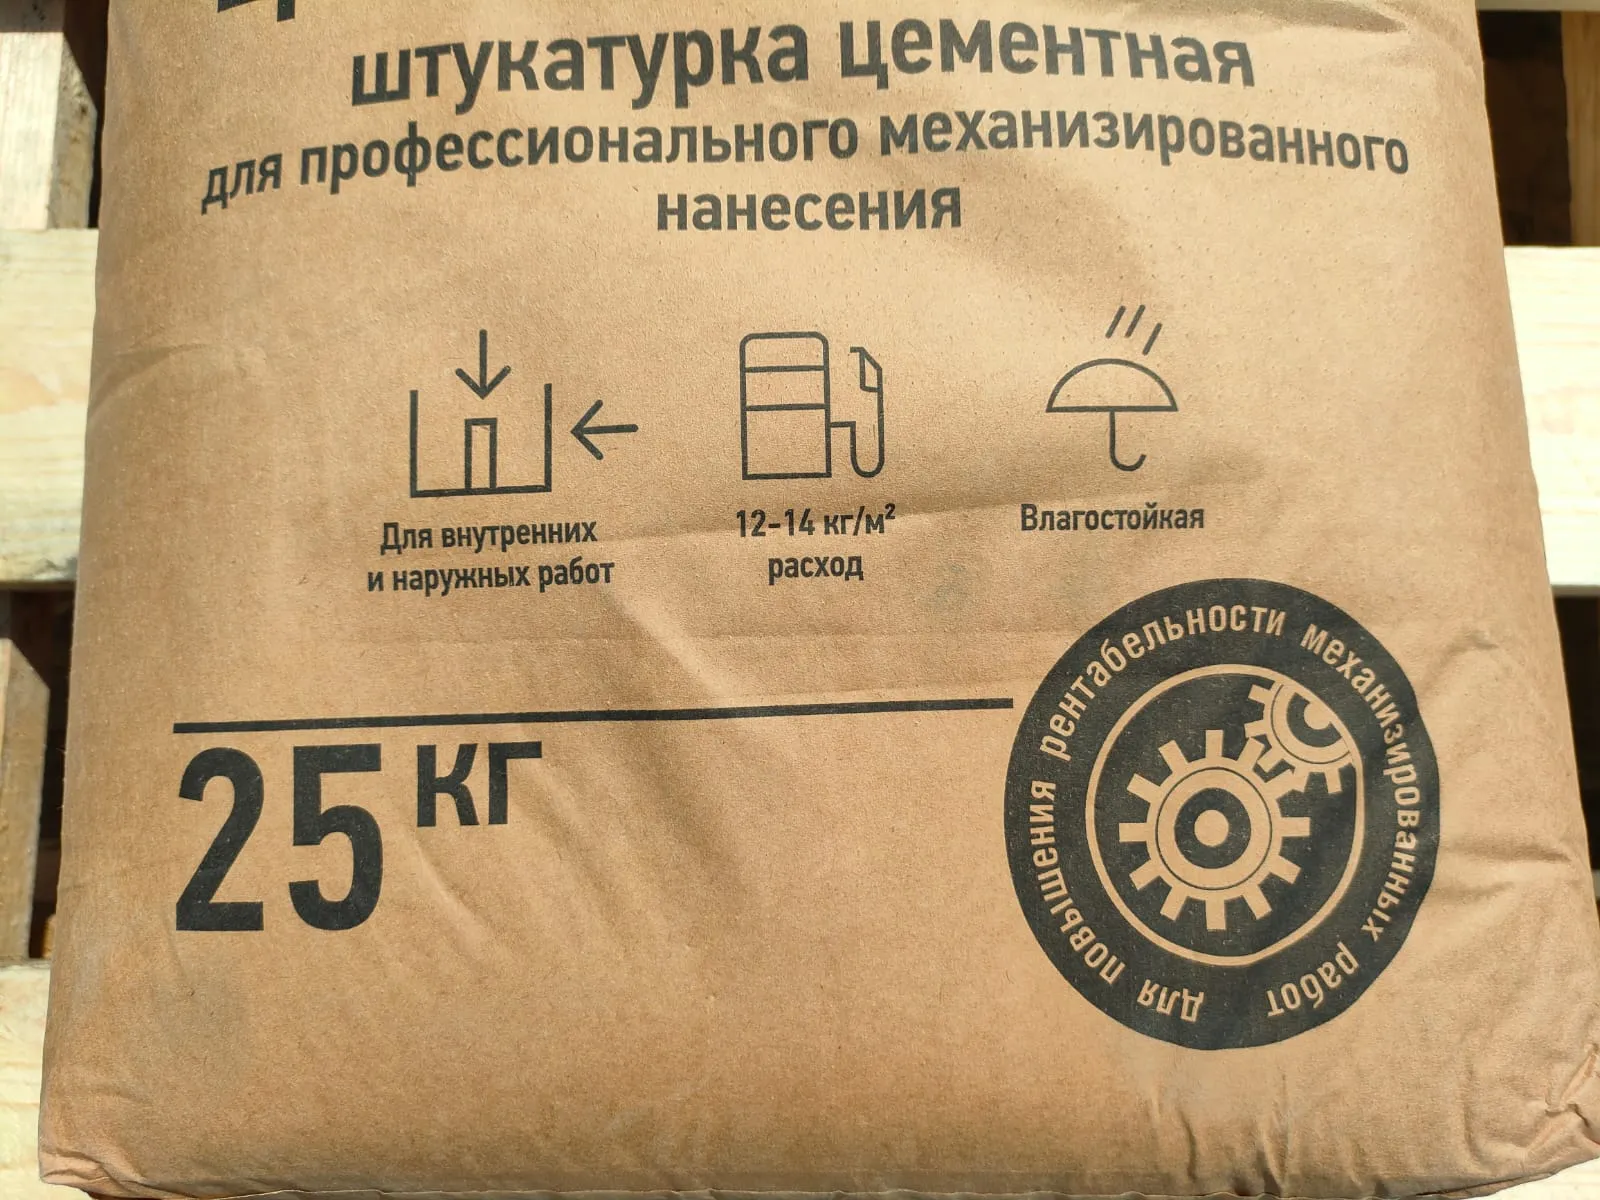 штукатурка цементная
для профессионального механизированного
нанесения
Для внутренних
и наружных работ
12-14 кг/м²
расход
Влагостойкая
25 кг
для повышения рентабельности механизированных работ